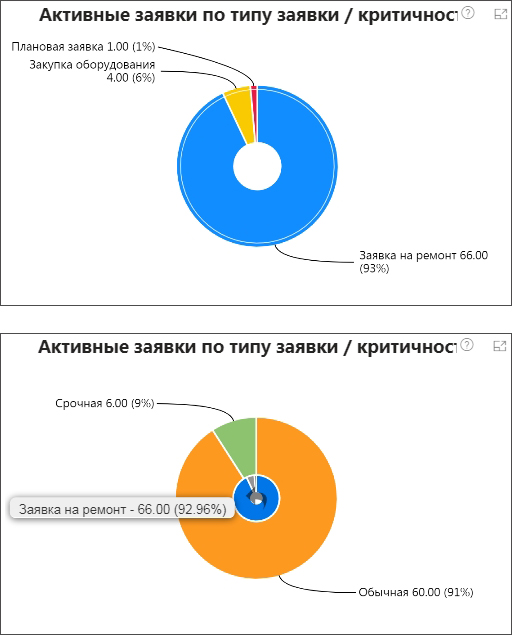 Активные заявки по типу заявки / критичност
Плановая заявка 1.00 (1%)
Закупка оборудования
4.00 (6%)
Заявка на ремонт 66.00
(93%)
Активные заявки по типу заявки / критичност
Срочная 6.00 (9%)
Заявка на ремонт - 66.00 (92.96%)
Обычная 60.00 (91%)